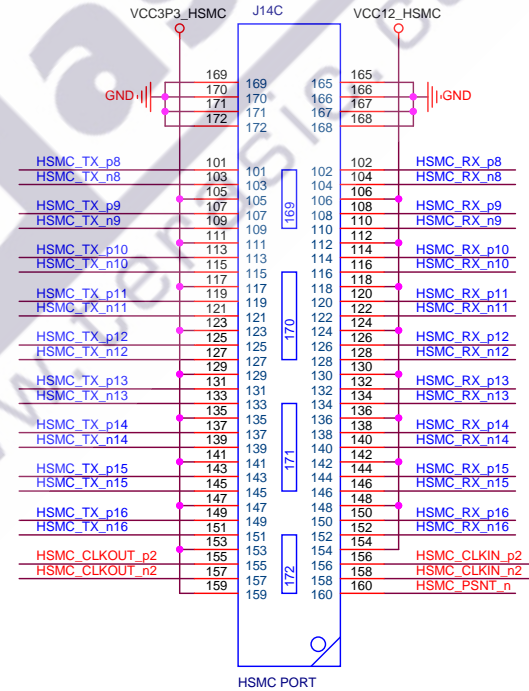 VCC3P3_HSMC J14C VCC12_HSMC
169 169 165 165
GND 170 170 166 166 GND
171 171 167 167
172 172 168 168
HSMC_TX_p8 101 101 102 102 HSMC_RX_p8
HSMC_TX_n8 103 103 104 104 HSMC_RX_n8
105 105 106 106
HSMC_TX_p9 107 107 169 108 108 HSMC_RX_p9
HSMC_TX_n9 109 109 110 110 HSMC_RX_n9
111 111 112 112
HSMC_TX_p10 113 113 114 114 HSMC_RX_p10
HSMC_TX_n10 115 115 116 116 HSMC_RX_n10
117 117 118 118
HSMC_TX_p11 119 119 120 120 HSMC_RX_p11
HSMC_TX_n11 121 121 122 122 HSMC_RX_n11
123 123 170 124 124
HSMC_TX_p12 125 125 126 126 HSMC_RX_p12
HSMC_TX_n12 127 127 128 128 HSMC_RX_n12
129 129 130 130
HSMC_TX_p13 131 131 132 132 HSMC_RX_p13
HSMC_TX_n13 133 133 134 134 HSMC_RX_n13
135 135 136 136
HSMC_TX_p14 137 137 138 138 HSMC_RX_p14
HSMC_TX_n14 139 139 140 140 HSMC_RX_n14
141 141 171 142 142
HSMC_TX_p15 143 143 144 144 HSMC_RX_p15
HSMC_TX_n15 145 145 146 146 HSMC_RX_n15
147 147 148 148
HSMC_TX_p16 149 149 150 150 HSMC_RX_p16
HSMC_TX_n16 151 151 152 152 HSMC_RX_n16
153 153 154 154
HSMC_CLKOUT_p2 155 155 172 156 156 HSMC_CLKIN_p2
HSMC_CLKOUT_n2 157 157 158 158 HSMC_CLKIN_n2
159 159 160 160 HSMC_PSNT_n
HSMC PORT